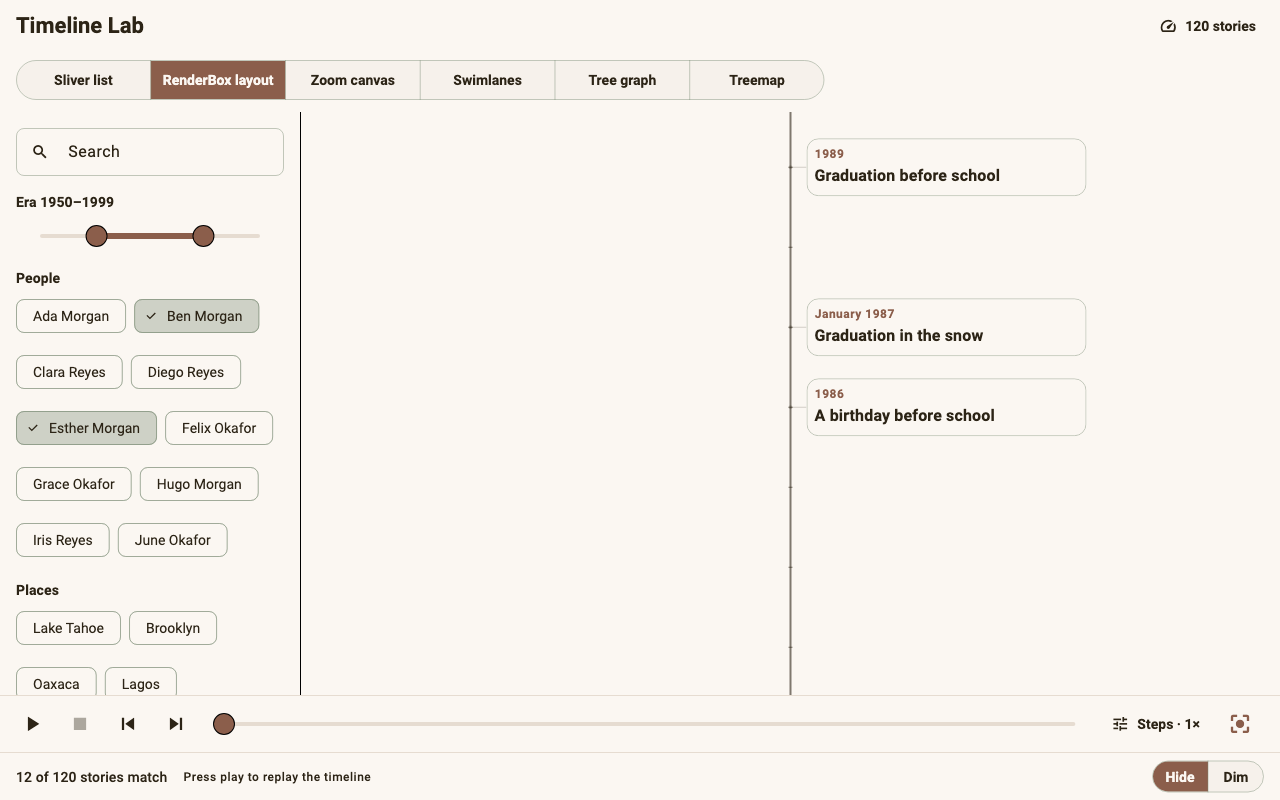 Timeline Lab
120 stories
Sliver list
RenderBox layout
Zoom canvas
Swimlanes
Tree graph
Treemap
Search
Era 1950–1999
People
Ada Morgan
Ben Morgan
Clara Reyes
Diego Reyes
Esther Morgan
Felix Okafor
Grace Okafor
Hugo Morgan
Iris Reyes
June Okafor
Places
Lake Tahoe
Brooklyn
Oaxaca
Lagos
1989
Graduation before school
January 1987
Graduation in the snow
1986
A birthday before school
Steps · 1×
12 of 120 stories match
Press play to replay the timeline
Hide
Dim